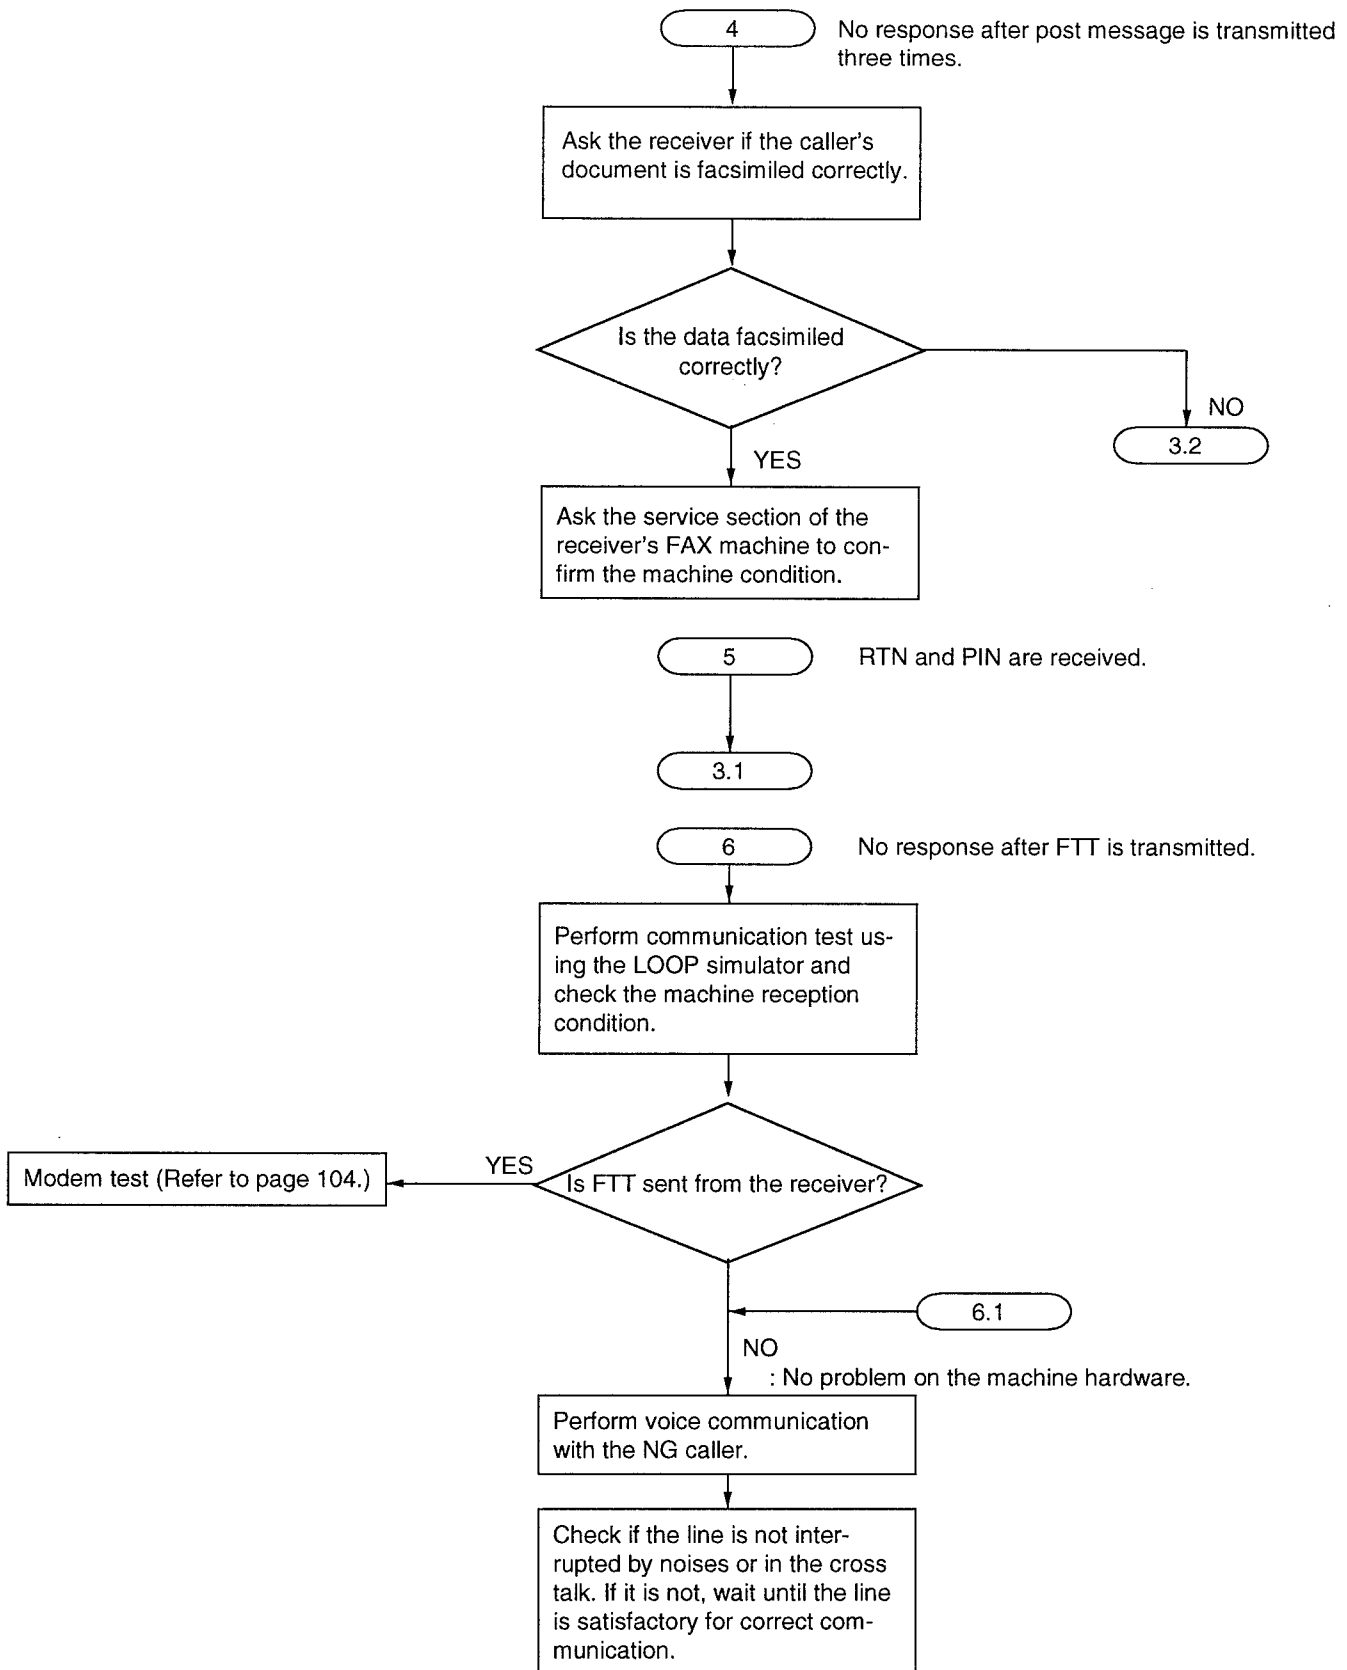 4
No response after post message is transmitted
three times.
Ask the receiver if the caller's
document is facsimiled correctly.
Is the data facsimiled
correctly?
NO
3.2
YES
Ask the service section of the
receiver's FAX machine to con-
firm the machine condition.
5
RTN and PIN are received.
3.1
6
No response after FTT is transmitted.
Perform communication test us-
ing the LOOP simulator and
check the machine reception
condition.
Modem test (Refer to page 104.)
YES
Is FTT sent from the receiver?
6.1
NO
: No problem on the machine hardware.
Perform voice communication
with the NG caller.
Check if the line is not inter-
rupted by noises or in the cross
talk. If it is not, wait until the line
is satisfactory for correct com-
munication.